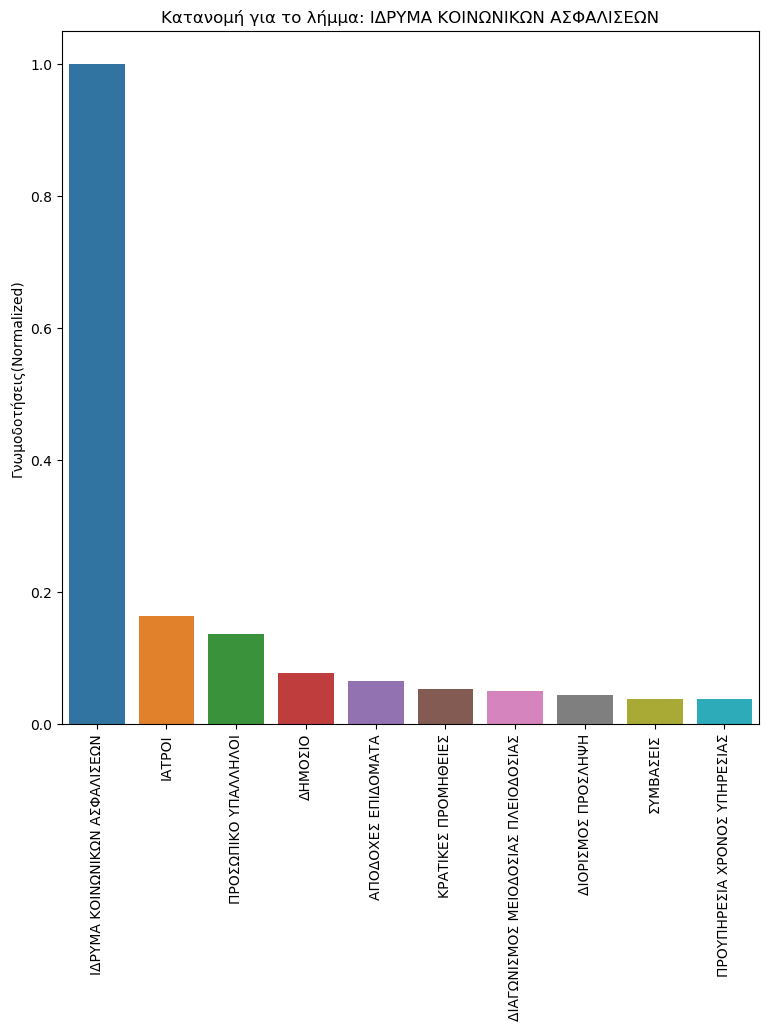 Κατανομή για το λήμμα: ΙΔΡΥΜΑ ΚΟΙΝΩΝΙΚΩΝ ΑΣΦΑΛΙΣΕΩΝ
Γνωμοδοτήσεις(Normalized)
1.0
0.8
0.6
0.4
0.2
0.0
ΙΔΡΥΜΑ ΚΟΙΝΩΝΙΚΩΝ ΑΣΦΑΛΙΣΕΩΝ
ΙΑΤΡΟΙ
ΠΡΟΣΩΠΙΚΟ ΥΠΑΛΛΗΛΟΙ
ΔΗΜΟΣΙΟ
ΑΠΟΔΟΧΕΣ ΕΠΙΔΟΜΑΤΑ
ΚΡΑΤΙΚΕΣ ΠΡΟΜΗΘΕΙΕΣ
ΔΙΑΓΩΝΙΣΜΟΣ ΜΕΙΟΔΟΣΙΑΣ ΠΛΕΙΟΔΟΣΙΑΣ
ΔΙΟΡΙΣΜΟΣ ΠΡΟΣΛΗΨΗ
ΣΥΜΒΑΣΕΙΣ
ΠΡΟΥΠΗΡΕΣΙΑ ΧΡΟΝΟΣ ΥΠΗΡΕΣΙΑΣ